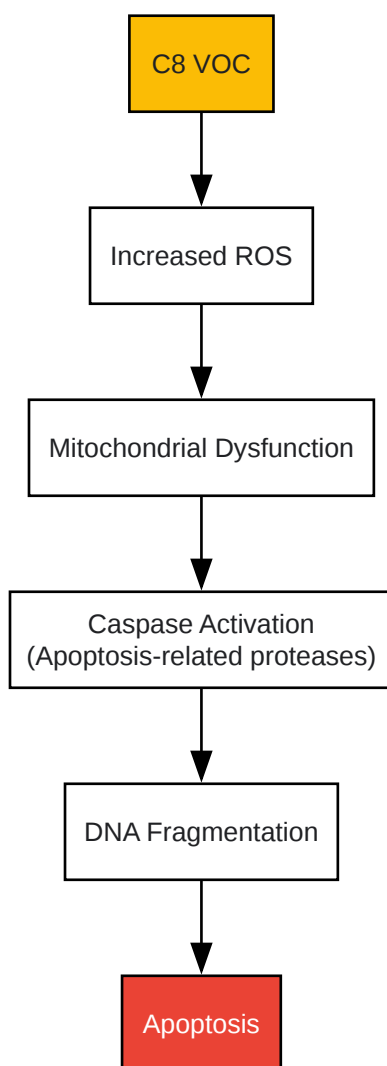 C8 VOC
Increased ROS
Mitochondrial Dysfunction
Caspase Activation
(Apoptosis-related proteases)
DNA Fragmentation
Apoptosis